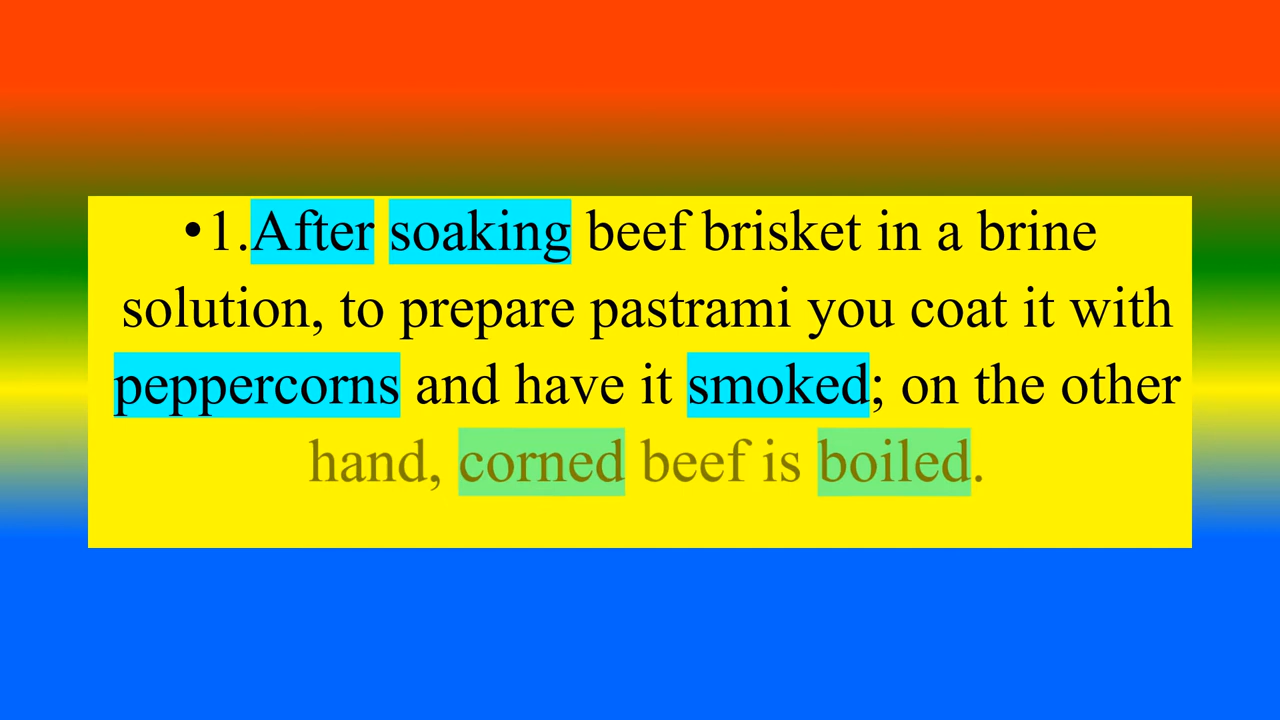 •1.After soaking beef brisket in a brine
solution, to prepare pastrami you coat it with
peppercorns and have it smoked; on the other
hand, corned beef is boiled.